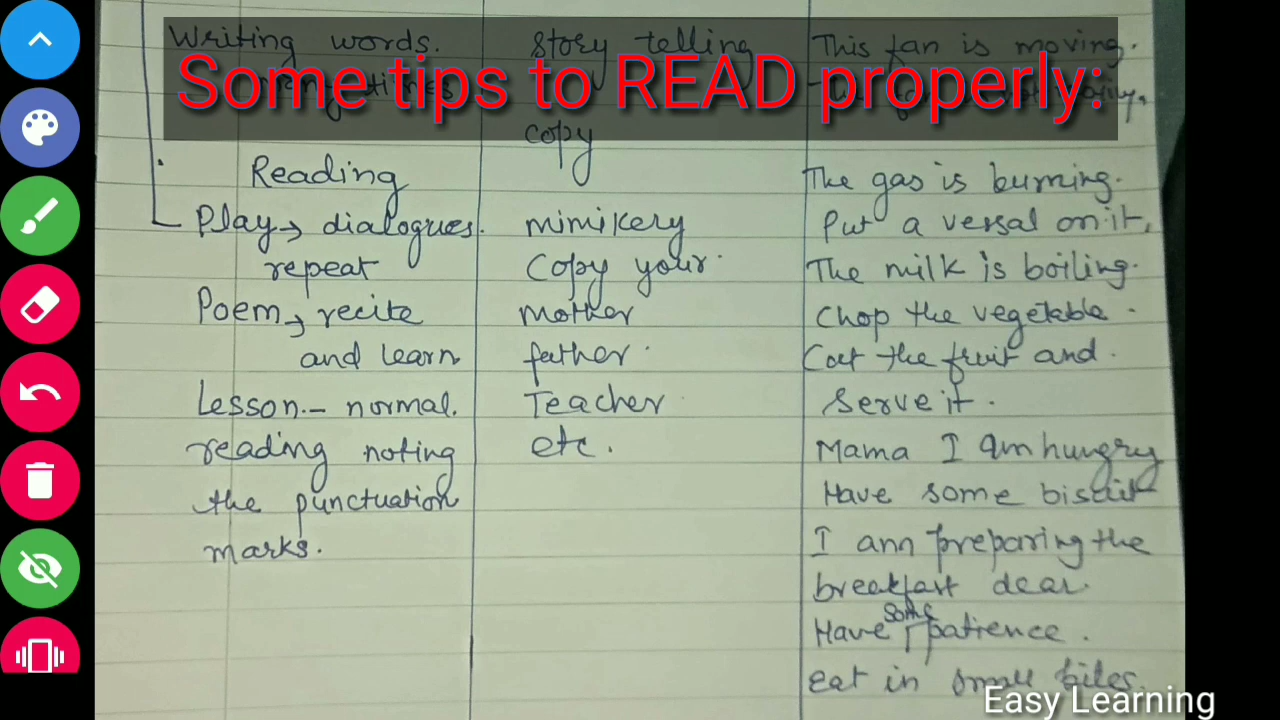 Some tips to READ properly:
Writing words.
Reading
Play → dialogues.
repeat
Poem → recite
and learn
Lesson.- normal.
reading noting
the punctuation
marks.
story telling
copy
mimikery
Copy your
mother
father.
Teacher
etc.
This fan is moving.
The gas is burning.
Put a versal on it.
The milk is boiling.
Chop the vegetable.
Cut the fruit and.
serve it.
Mama I am hungry
Have some biscuit
I am preparing the
breakfast dear.
Have some patience.
eat in small bites.
Easy Learning